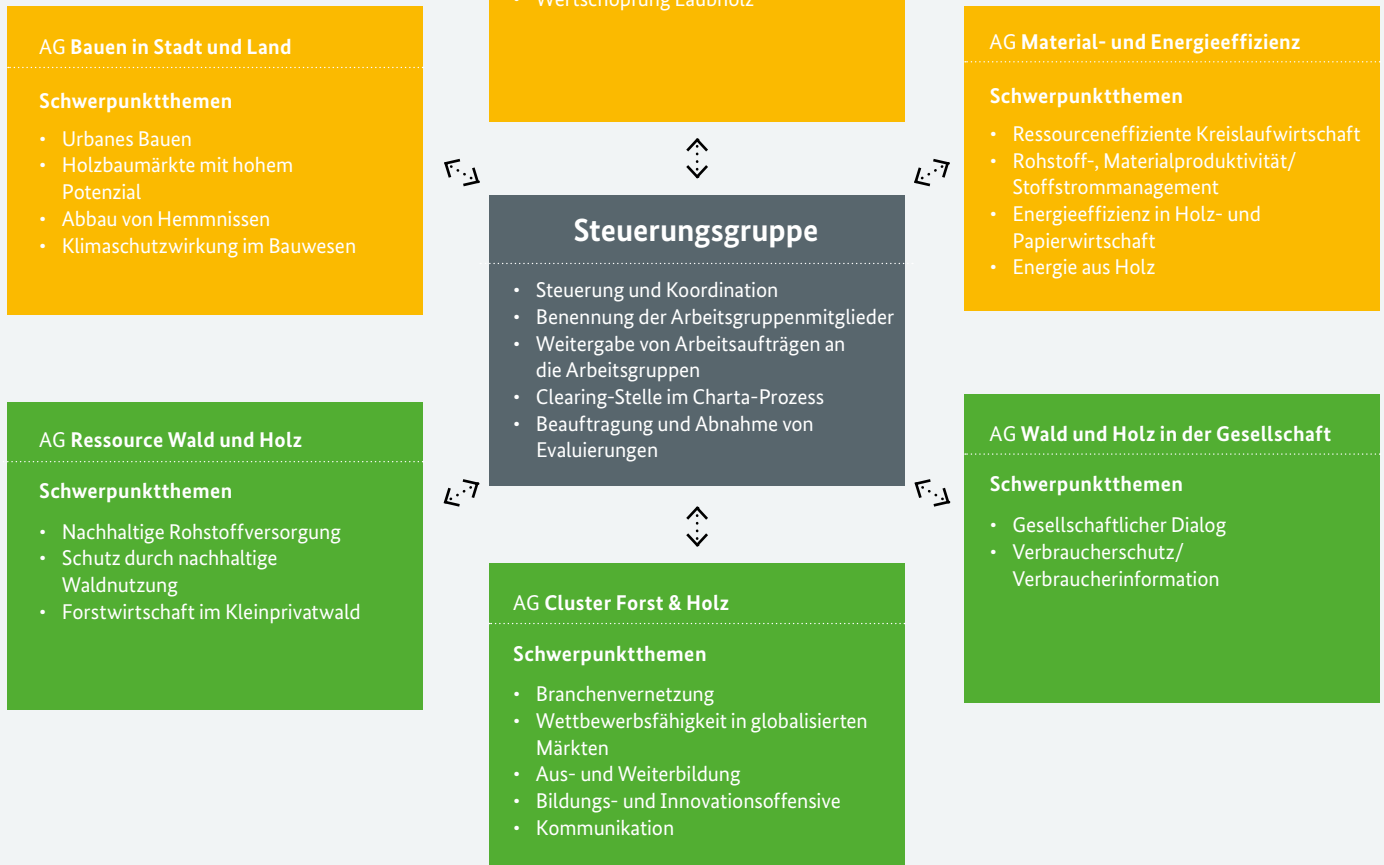 • Wertschöpfung Laubholz
AG Bauen in Stadt und Land
Schwerpunktthemen
• Urbanes Bauen
• Holzbaumärkte mit hohem
Potenzial
• Abbau von Hemmnissen
• Klimaschutzwirkung im Bauwesen
AG Material- und Energieeffizienz
Schwerpunktthemen
• Ressourceneffiziente Kreislaufwirtschaft
• Rohstoff-, Materialproduktivität/
Stoffstrommanagement
• Energieeffizienz in Holz- und
Papierwirtschaft
• Energie aus Holz
Steuerungsgruppe
• Steuerung und Koordination
• Benennung der Arbeitsgruppenmitglieder
• Weitergabe von Arbeitsaufträgen an
die Arbeitsgruppen
• Clearing-Stelle im Charta-Prozess
• Beauftragung und Abnahme von
Evaluierungen
AG Ressource Wald und Holz
Schwerpunktthemen
• Nachhaltige Rohstoffversorgung
• Schutz durch nachhaltige
Waldnutzung
• Forstwirtschaft im Kleinprivatwald
AG Wald und Holz in der Gesellschaft
Schwerpunktthemen
• Gesellschaftlicher Dialog
• Verbraucherschutz/
Verbraucherinformation
AG Cluster Forst & Holz
Schwerpunktthemen
• Branchenvernetzung
• Wettbewerbsfähigkeit in globalisierten
Märkten
• Aus- und Weiterbildung
• Bildungs- und Innovationsoffensive
• Kommunikation